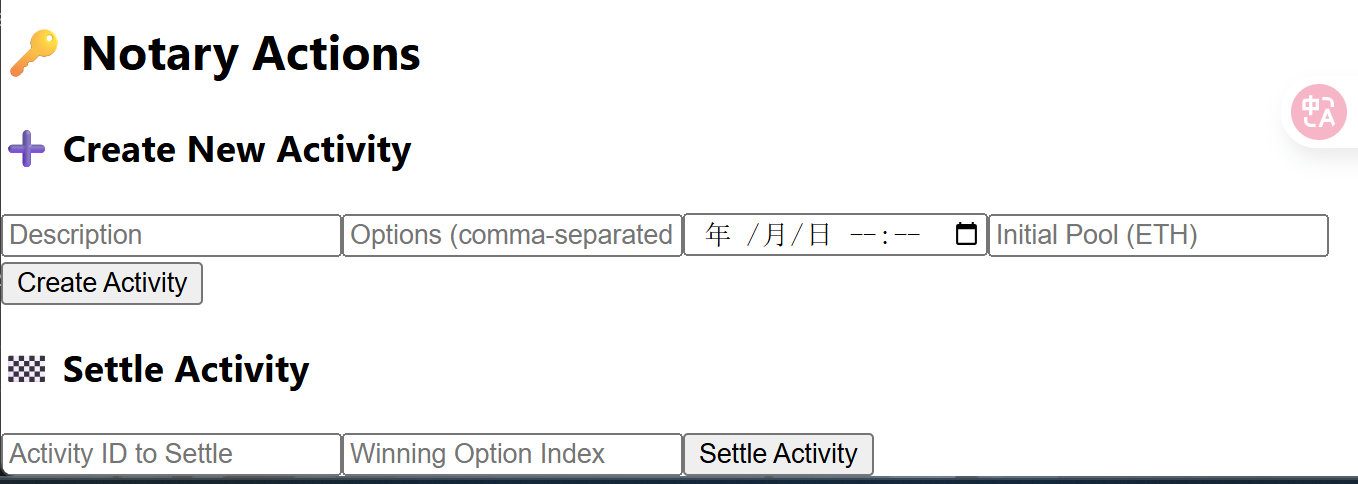 Notary Actions
Create New Activity
Description Options (comma-separated 年 /月/日 --:-- Initial Pool (ETH)
Create Activity
Settle Activity
Activity ID to Settle Winning Option Index Settle Activity
中 A